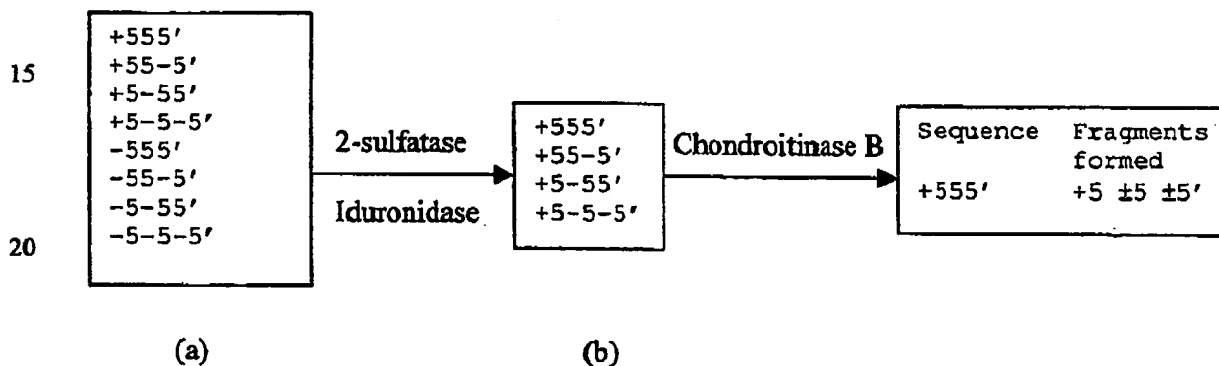 15
20
+555'
+55-5'
+5-55'
+5-5-5'
-555'
-55-5'
-5-55'
-5-5-5'
2-sulfatase
Iduronidase
+555'
+55-5'
+5-55'
+5-5-5'
Chondroitinase B
Sequence Fragments
formed
+555' +5 ±5 ±5'
(a) (b)